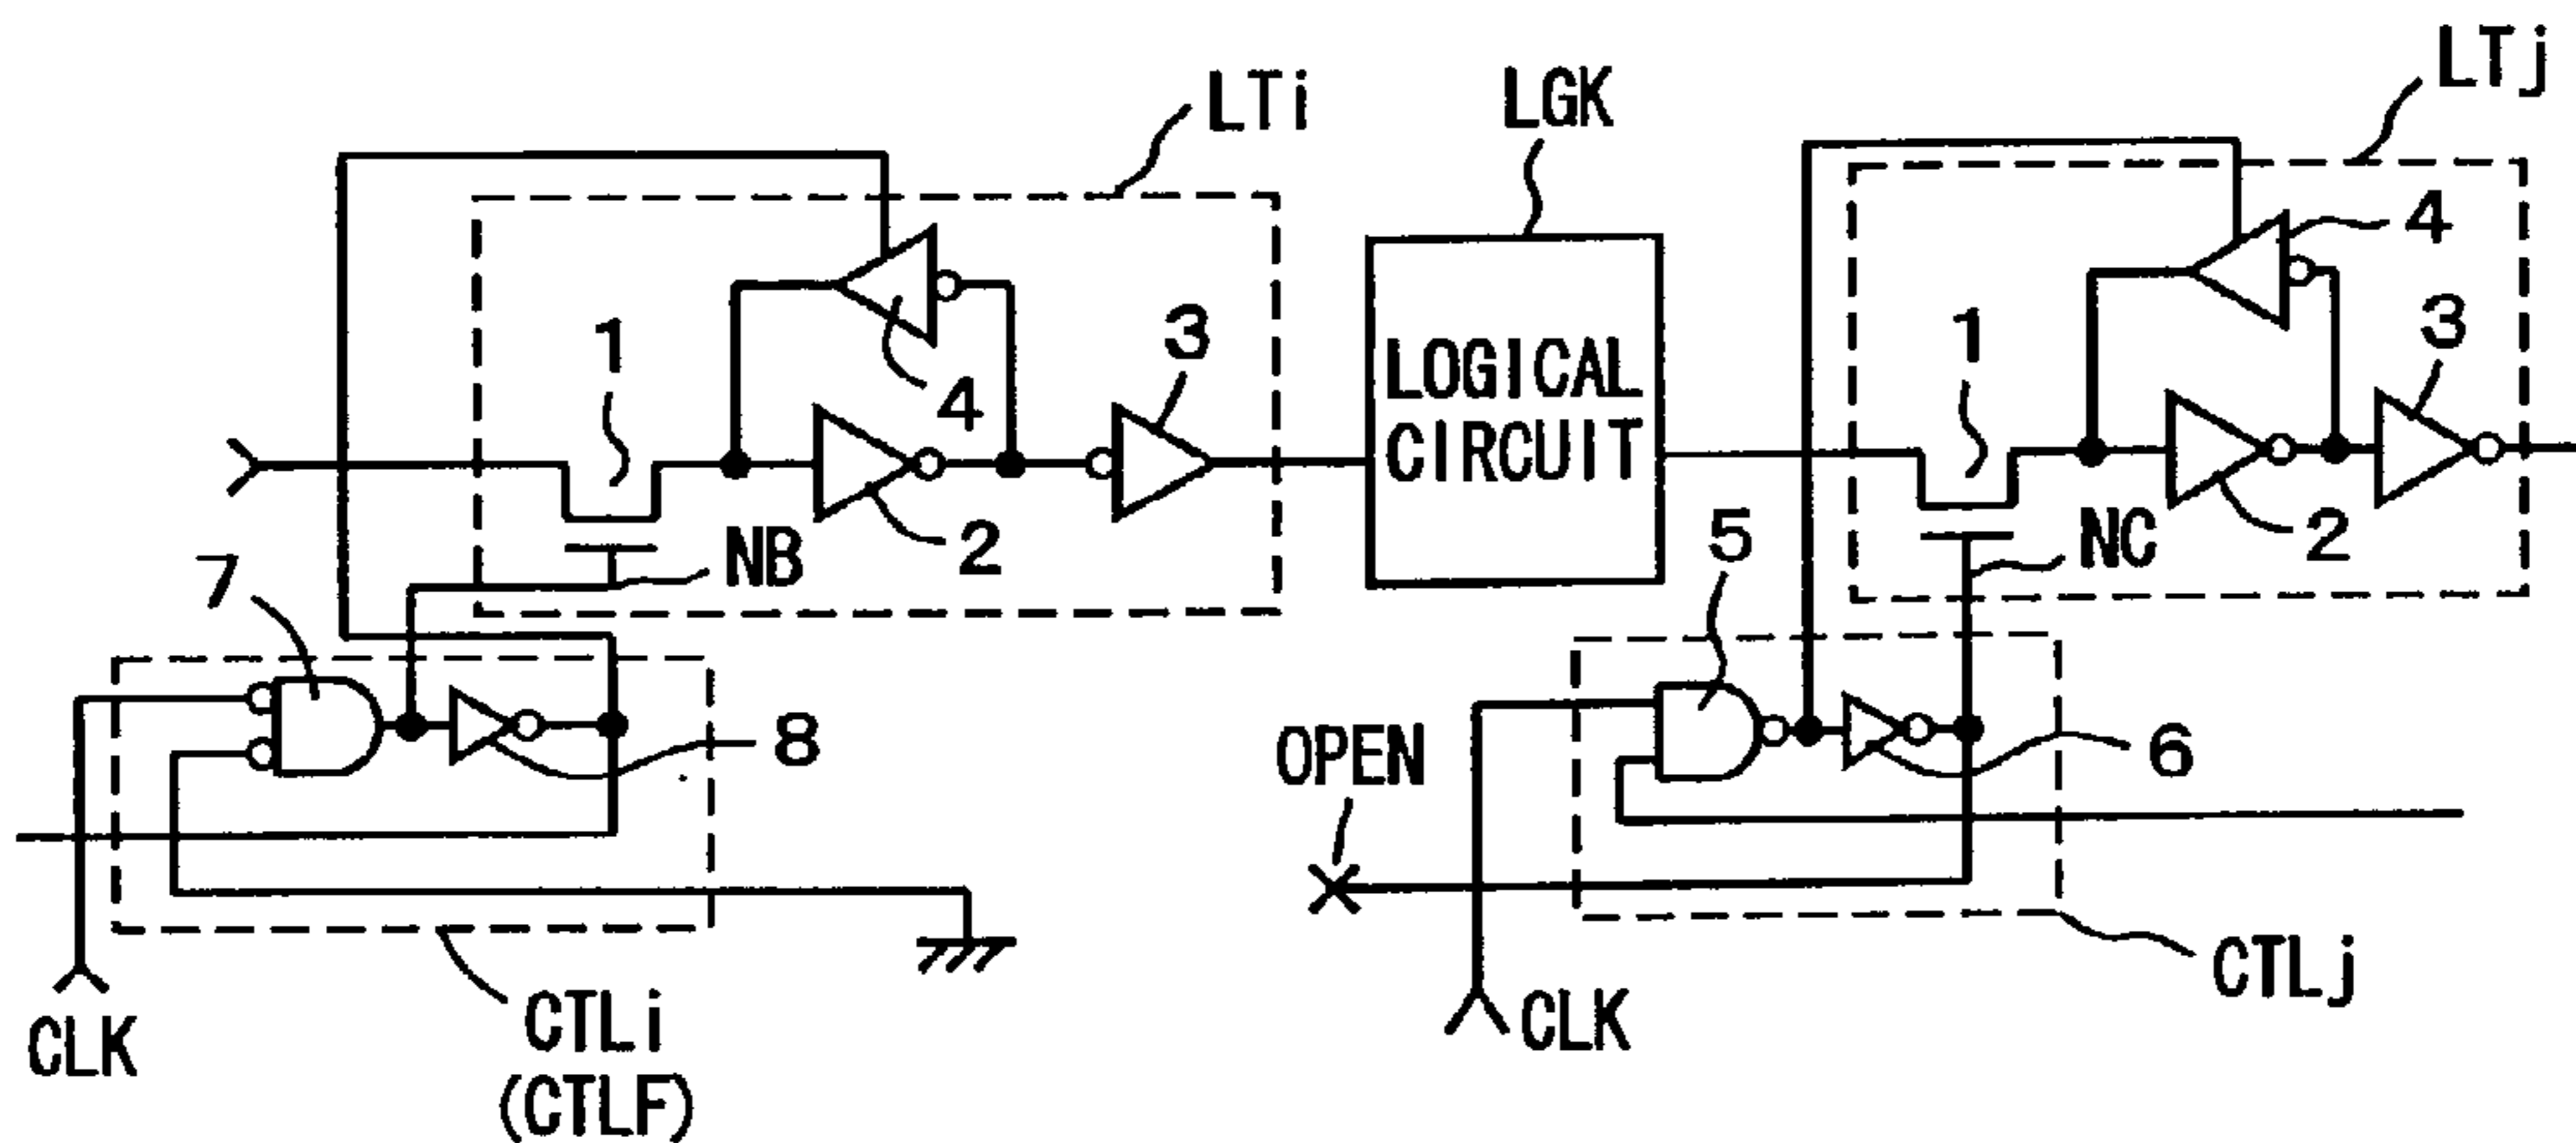 LTi
LGK
LTj
4
1
3
4
LOGICAL
CIRCUIT
1
3
2
NB
7
5
NC
2
8
OPEN
6
CLK
CTLi
(CTLF)
CLK
CTLj